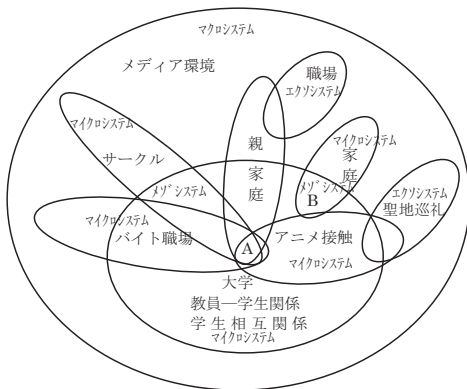 ﾏｸﾛｼｽﾃﾑ
メディア環境
職場
ｴｸｿｼｽﾃﾑ
ﾏｲｸﾛｼｽﾃﾑ
サークル
親
家
庭
ﾏｲｸﾛｼｽﾃﾑ
家
庭
ﾒｿﾞｼｽﾃﾑ
ﾒｿﾞｼｽﾃﾑ
B
ｴｸｿｼｽﾃﾑ
聖地巡礼
ﾏｲｸﾛｼｽﾃﾑ
バイト職場
A
アニメ接触
ﾏｲｸﾛｼｽﾃﾑ
大学
教員―学生関係
学生相互関係
ﾏｲｸﾛｼｽﾃﾑ